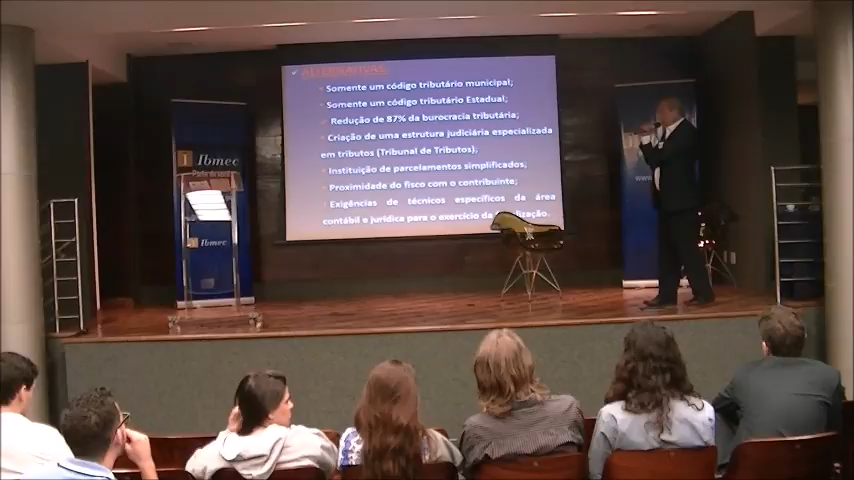 ALTERNATIVAS:
Somente um código tributário municipal;
Somente um código tributário Estadual;
Redução de 87% da burocracia tributária;
Criação de uma estrutura judiciária especializada
em tributos (Tribunal de Tributos);
Instituição de parcelamentos simplificados;
Proximidade do fisco com o contribuinte;
Exigências de técnicos específicos da área
contábil e jurídica para o exercício da
Ibmec
Ibmec
www.